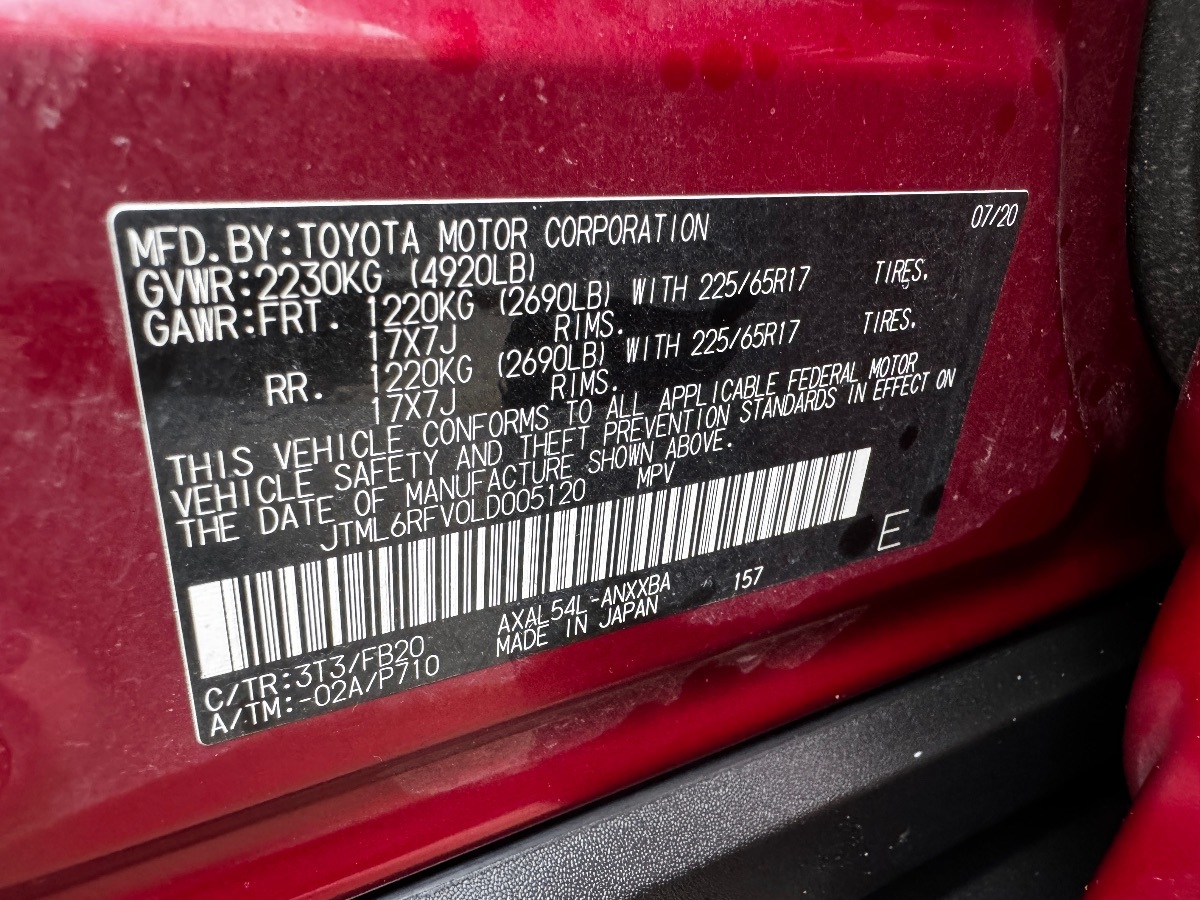 MFD. BY:TOYOTA MOTOR CORPORATION 07/20
GVWR:2230KG (4920LB)
GAWR:FRT. 1220KG (2690LB) WITH 225/65R17 TIRES,
17X7J RIMS.
RR. 1220KG (2690LB) WITH 225/65R17 TIRES,
17X7J RIMS.
THIS VEHICLE CONFORMS TO ALL APPLICABLE FEDERAL MOTOR
VEHICLE SAFETY AND THEFT PREVENTION STANDARDS IN EFFECT ON
THE DATE OF MANUFACTURE SHOWN ABOVE.
JTML6RFV0LD005120 MPV
E
C/TR:3T3/FB20 AXAL54L-ANXXBA 157
A/TM:-02A/P710 MADE IN JAPAN